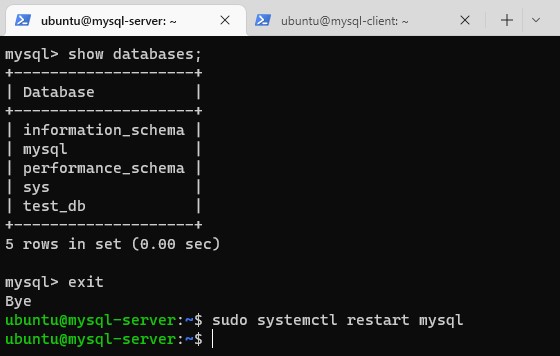 ubuntu@mysql-server: ~
ubuntu@mysql-client: ~
mysql> show databases;
+--------------------+
| Database           |
+--------------------+
| information_schema |
| mysql              |
| performance_schema |
| sys                |
| test_db            |
+--------------------+
5 rows in set (0.00 sec)
mysql> exit
Bye
ubuntu@mysql-server:~$ sudo systemctl restart mysql
ubuntu@mysql-server:~$